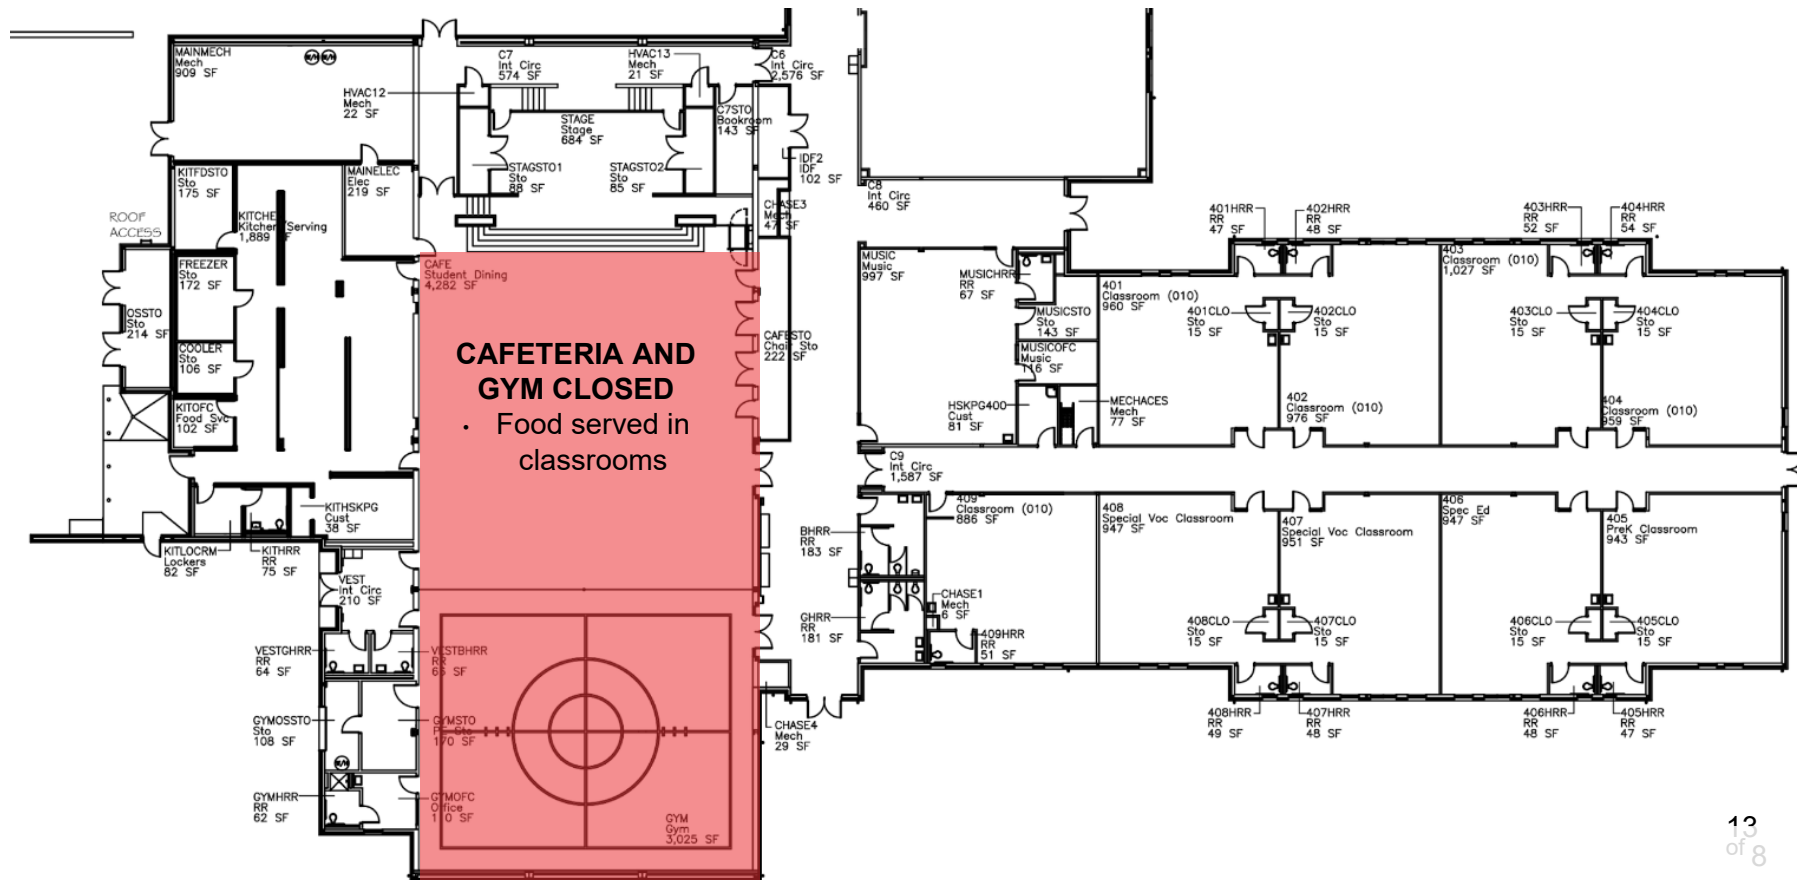 MAINMECH
Mech
909 SF
C7
Int Circ
574 SF
HVAC13
Mech
21 SF
C6
Int Circ
2,576 SF
HVAC12
Mech
22 SF
STAGE
Stage
684 SF
C7STO
Bookroom
143 SF
KITFDSTO
Sto
175 SF
MAINELEC
Elec
219 SF
STAGSTO1
Sto
88 SF
STAGSTO2
Sto
85 SF
IDF2
IDF
102 SF
C8
Int Circ
460 SF
ROOF
ACCESS
KITCHEN
Kitchen/Serving
1,889 SF
CHASE3
Mech
47 SF
401HRR
RR
47 SF
402HRR
RR
48 SF
403HRR
RR
52 SF
404HRR
RR
54 SF
FREEZER
Sto
172 SF
CAFE
Student Dining
4,282 SF
MUSIC
Music
997 SF
MUSICHRR
RR
67 SF
401
Classroom (010)
960 SF
403
Classroom (010)
1,027 SF
OSSTO
Sto
214 SF
CAFESTO
Chair Sto
222 SF
MUSICSTO
Sto
143 SF
401CLO
Sto
15 SF
402CLO
Sto
15 SF
403CLO
Sto
15 SF
404CLO
Sto
15 SF
COOLER
Sto
106 SF
CAFETERIA AND
GYM CLOSED
• Food served in
classrooms
MUSICOFC
Music
116 SF
KITOFC
Food Svc
102 SF
HSKPG400
Cust
81 SF
MECHACES
Mech
77 SF
402
Classroom (010)
976 SF
404
Classroom (010)
959 SF
C9
Int Circ
1,587 SF
KITHSKPG
Cust
38 SF
409
Classroom (010)
886 SF
408
Special Voc Classroom
947 SF
407
Special Voc Classroom
951 SF
406
Spec Ed
947 SF
405
PreK Classroom
943 SF
KITLOCRM
Lockers
82 SF
KITHRR
RR
75 SF
BHRR
RR
183 SF
VEST
Int Circ
210 SF
CHASE1
Mech
6 SF
GHRR
RR
181 SF
409HRR
RR
51 SF
408CLO
Sto
15 SF
407CLO
Sto
15 SF
406CLO
Sto
15 SF
405CLO
Sto
15 SF
VESTGHRR
RR
64 SF
VESTBHRR
RR
GYMOSSTO
Sto
108 SF
GYMSTO
PE Sto
170 SF
CHASE4
Mech
29 SF
408HRR
RR
49 SF
407HRR
RR
48 SF
406HRR
RR
48 SF
405HRR
RR
47 SF
GYMHRR
RR
62 SF
GYMOFC
Office
110 SF
GYM
Gym
3,025 SF
13
of 8